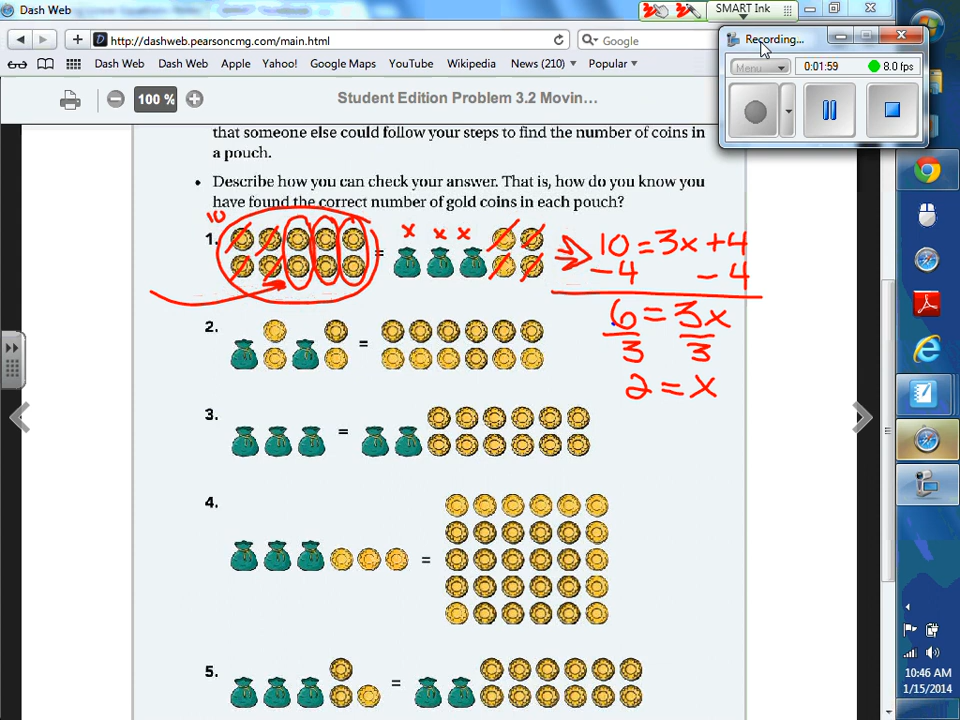 Dash Web
SMART Ink
http://dashweb.pearsoncmg.com/main.html
Google
Recording...
Dash Web Dash Web Apple Yahoo! Google Maps YouTube Wikipedia News (210) Popular
Menu 0:01:59 8.0 fps
100 %
Student Edition Problem 3.2 Movin...
that someone else could follow your steps to find the number of coins in
a pouch.
• Describe how you can check your answer. That is, how do you know you
have found the correct number of gold coins in each pouch?
10
x x x
1. = 10 = 3x + 4
- 4 - 4
6 = 3x
2. =
3 3
2 = x
3. =
4. =
5. =
10:46 AM
1/15/2014